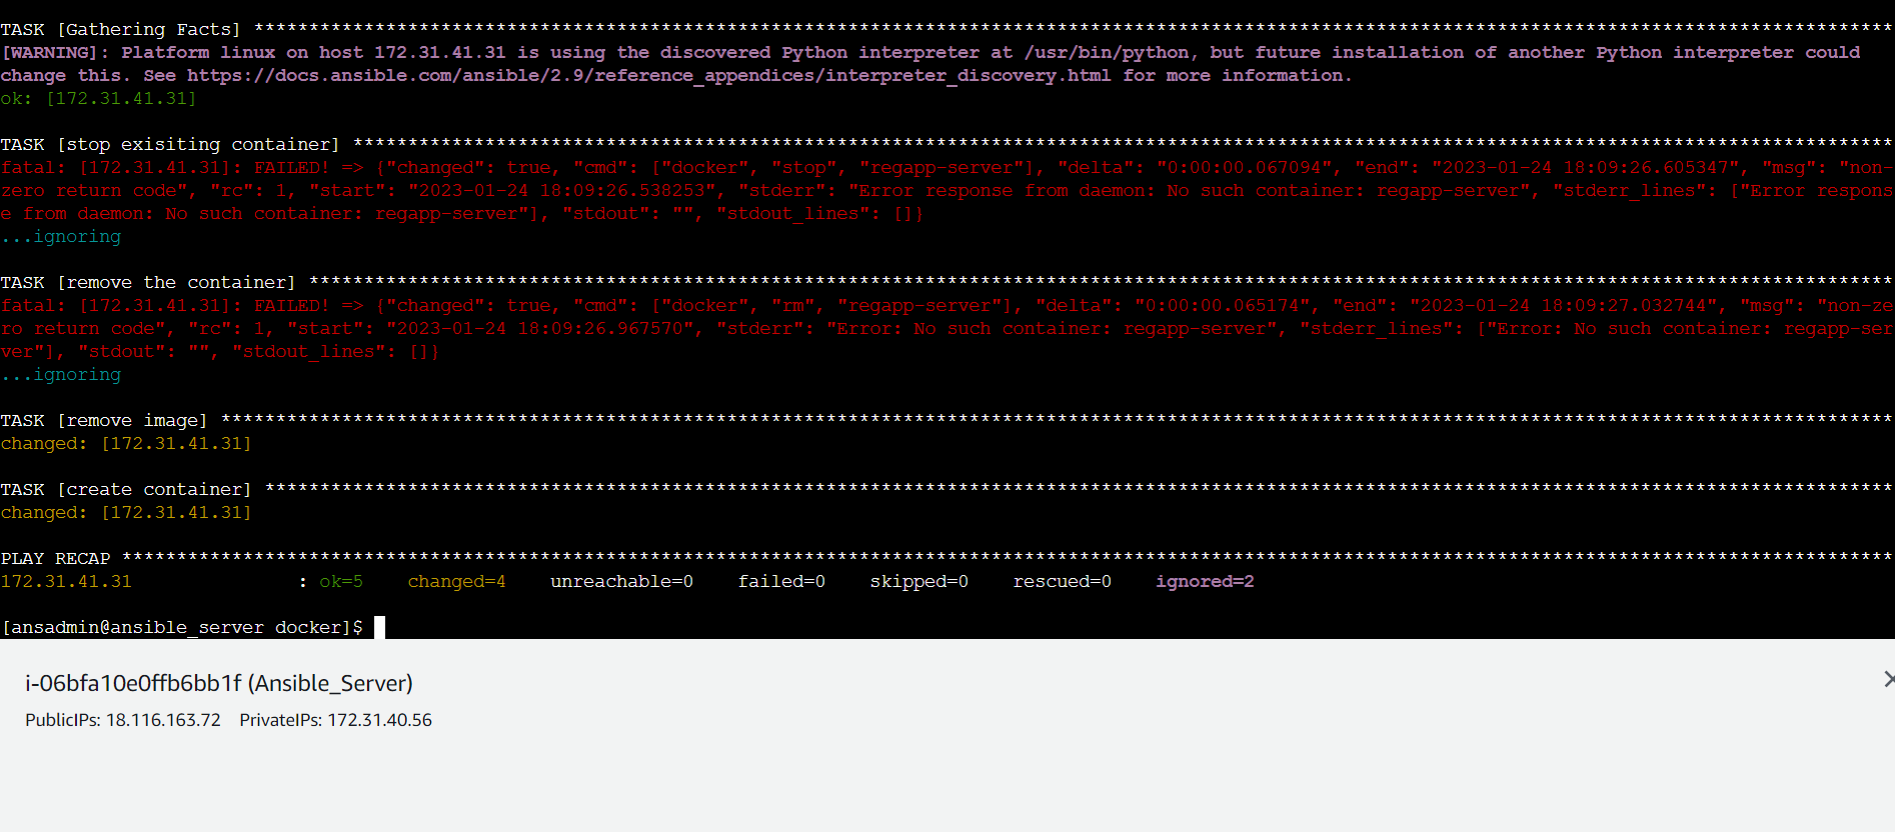 TASK [Gathering Facts] *****************************************************************************************************************************************************
[WARNING]: Platform linux on host 172.31.41.31 is using the discovered Python interpreter at /usr/bin/python, but future installation of another Python interpreter could
change this. See https://docs.ansible.com/ansible/2.9/reference_appendices/interpreter_discovery.html for more information.
ok: [172.31.41.31]
TASK [stop exisiting container] ********************************************************************************************************************************************
fatal: [172.31.41.31]: FAILED! => {"changed": true, "cmd": ["docker", "stop", "regapp-server"], "delta": "0:00:00.067094", "end": "2023-01-24 18:09:26.605347", "msg": "non-
zero return code", "rc": 1, "start": "2023-01-24 18:09:26.538253", "stderr": "Error response from daemon: No such container: regapp-server", "stderr_lines": ["Error respons
e from daemon: No such container: regapp-server"], "stdout": "", "stdout_lines": []}
...ignoring
TASK [remove the container] ************************************************************************************************************************************************
fatal: [172.31.41.31]: FAILED! => {"changed": true, "cmd": ["docker", "rm", "regapp-server"], "delta": "0:00:00.065174", "end": "2023-01-24 18:09:27.032744", "msg": "non-ze
ro return code", "rc": 1, "start": "2023-01-24 18:09:26.967570", "stderr": "Error: No such container: regapp-server", "stderr_lines": ["Error: No such container: regapp-ser
ver"], "stdout": "", "stdout_lines": []}
...ignoring
TASK [remove image] ********************************************************************************************************************************************************
changed: [172.31.41.31]
TASK [create container] ****************************************************************************************************************************************************
changed: [172.31.41.31]
PLAY RECAP *****************************************************************************************************************************************************************
172.31.41.31 : ok=5 changed=4 unreachable=0 failed=0 skipped=0 rescued=0 ignored=2
[ansadmin@ansible_server docker]$
i-06bfa10e0ffb6bb1f (Ansible_Server)
PublicIPs: 18.116.163.72 PrivateIPs: 172.31.40.56